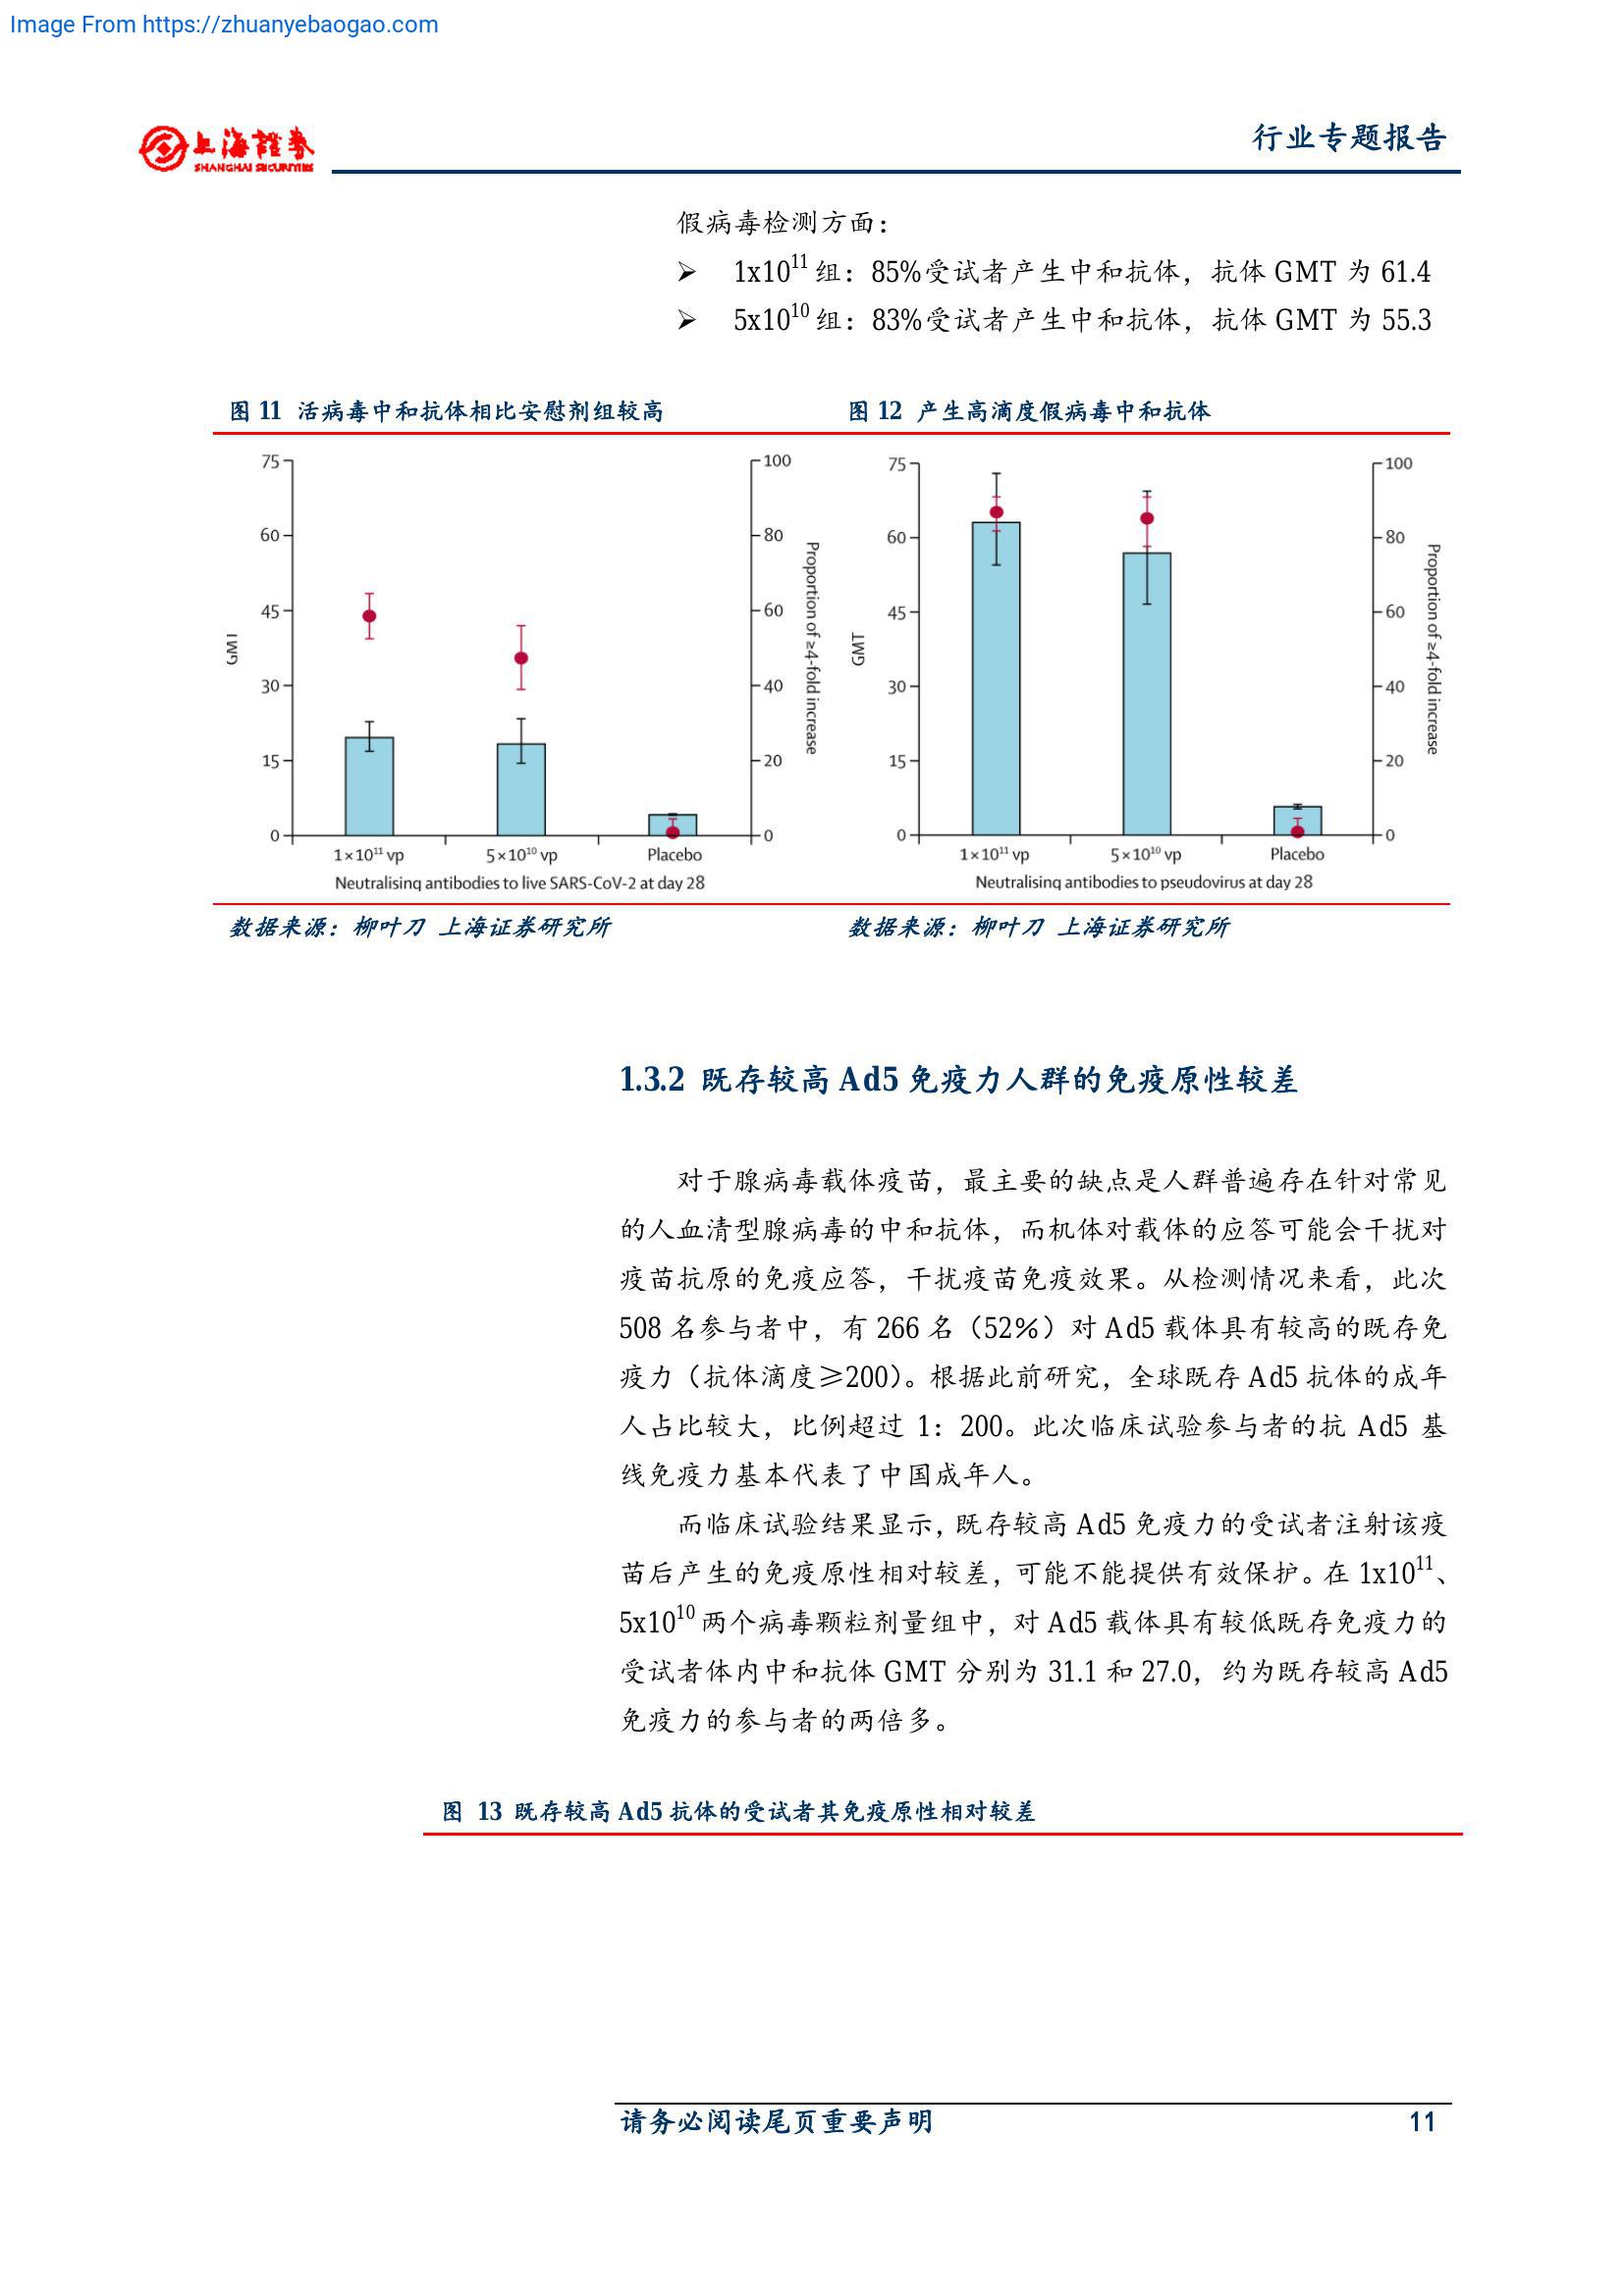 Image From https://zhuanyebaogao.com
上海證券
SHANGHAI SECURITIES
行业专题报告
假病毒检测方面：
➢ 1x10¹¹组：85%受试者产生中和抗体，抗体 GMT 为 61.4
➢ 5x10¹⁰组：83%受试者产生中和抗体，抗体 GMT 为 55.3
图 11 活病毒中和抗体相比安慰剂组较高
75
60
45
30
15
0
GMT
100
80
60
40
20
0
Proportion of ≥4-fold increase
1×10¹¹ vp
5×10¹⁰ vp
Placebo
Neutralising antibodies to live SARS-CoV-2 at day 28
数据来源：柳叶刀 上海证券研究所
图 12 产生高滴度假病毒中和抗体
75
60
45
30
15
0
GMT
100
80
60
40
20
0
Proportion of ≥4-fold increase
1×10¹¹ vp
5×10¹⁰ vp
Placebo
Neutralising antibodies to pseudovirus at day 28
数据来源：柳叶刀 上海证券研究所
1.3.2 既存较高 Ad5 免疫力人群的免疫原性较差
对于腺病毒载体疫苗，最主要的缺点是人群普遍存在针对常见
的人血清型腺病毒的中和抗体，而机体对载体的应答可能会干扰对
疫苗抗原的免疫应答，干扰疫苗免疫效果。从检测情况来看，此次
508 名参与者中，有 266 名（52%）对 Ad5 载体具有较高的既存免
疫力（抗体滴度≥200）。根据此前研究，全球既存 Ad5 抗体的成年
人占比较大，比例超过 1：200。此次临床试验参与者的抗 Ad5 基
线免疫力基本代表了中国成年人。
而临床试验结果显示，既存较高 Ad5 免疫力的受试者注射该疫
苗后产生的免疫原性相对较差，可能不能提供有效保护。在 1x10¹¹、
5x10¹⁰两个病毒颗粒剂量组中，对 Ad5 载体具有较低既存免疫力的
受试者体内中和抗体 GMT 分别为 31.1 和 27.0，约为既存较高 Ad5
免疫力的参与者的两倍多。
图 13 既存较高 Ad5 抗体的受试者其免疫原性相对较差
请务必阅读尾页重要声明
11